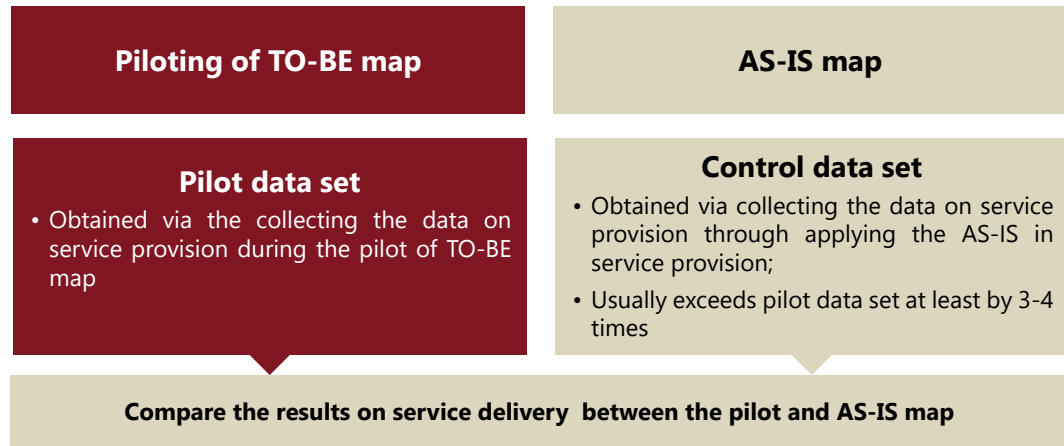 Piloting of TO-BE map
AS-IS map
Pilot data set
• Obtained via the collecting the data on
service provision during the pilot of TO-BE
map
Control data set
• Obtained via collecting the data on service
provision through applying the AS-IS in
service provision;
• Usually exceeds pilot data set at least by 3-4
times
Compare the results on service delivery between the pilot and AS-IS map